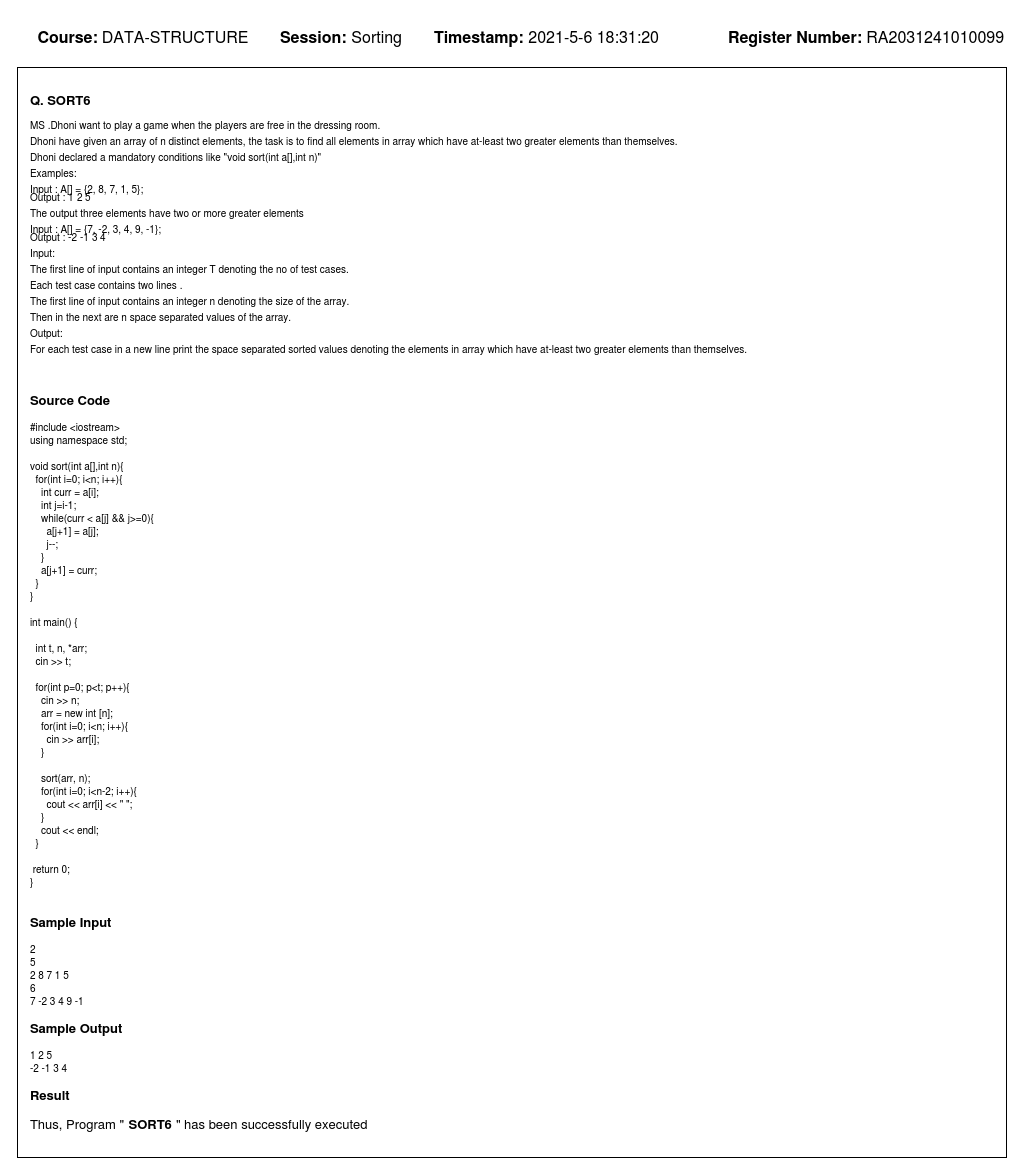 Course: DATA-STRUCTURE Session: Sorting Timestamp: 2021-5-6 18:31:20 Register Number: RA2031241010099
Q. SORT6
MS .Dhoni want to play a game when the players are free in the dressing room.
Dhoni have given an array of n distinct elements, the task is to find all elements in array which have at-least two greater elements than themselves.
Dhoni declared a mandatory conditions like "void sort(int a[],int n)"
Examples:
Input : A[] = {2, 8, 7, 1, 5};
Output : 1 2 5
The output three elements have two or more greater elements
Input : A[] = {7, -2, 3, 4, 9, -1};
Output : -2 -1 3 4
Input:
The first line of input contains an integer T denoting the no of test cases.
Each test case contains two lines .
The first line of input contains an integer n denoting the size of the array.
Then in the next are n space separated values of the array.
Output:
For each test case in a new line print the space separated sorted values denoting the elements in array which have at-least two greater elements than themselves.
Source Code
#include <iostream>
using namespace std;
void sort(int a[],int n){
for(int i=0; i<n; i++){
int curr = a[i];
int j=i-1;
while(curr < a[j] && j>=0){
a[j+1] = a[j];
j--;
}
a[j+1] = curr;
}
}
int main() {
int t, n, *arr;
cin >> t;
for(int p=0; p<t; p++){
cin >> n;
arr = new int [n];
for(int i=0; i<n; i++){
cin >> arr[i];
}
sort(arr, n);
for(int i=0; i<n-2; i++){
cout << arr[i] << " ";
}
cout << endl;
}
return 0;
}
Sample Input
2
5
2 8 7 1 5
6
7 -2 3 4 9 -1
Sample Output
1 2 5
-2 -1 3 4
Result
Thus, Program " SORT6 " has been successfully executed